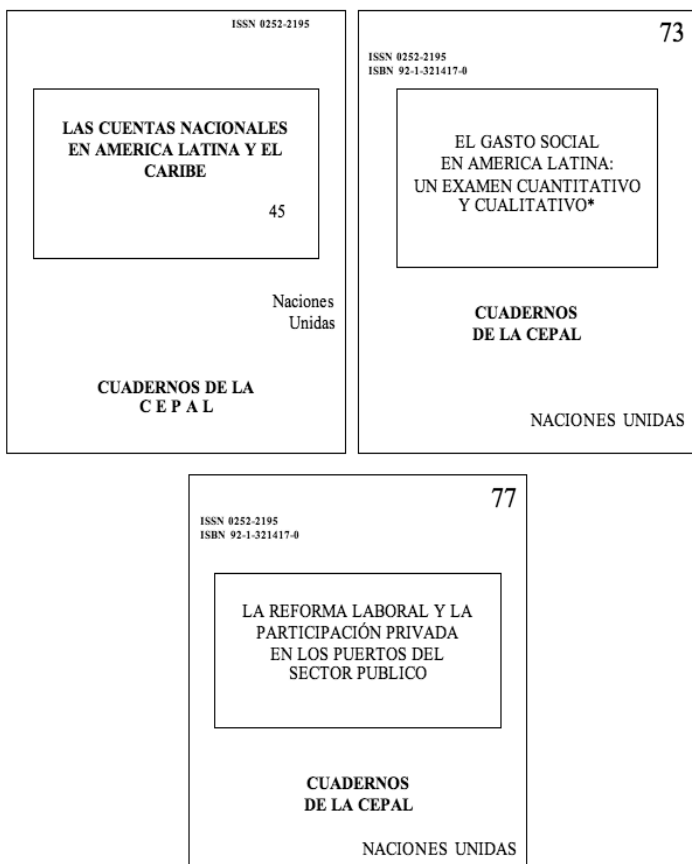 ISSN 0252-2195
LAS CUENTAS NACIONALES
EN AMERICA LATINA Y EL
CARIBE
45
Naciones
Unidas
CUADERNOS DE LA
C E P A L
73
ISSN 0252-2195
ISBN 92-1-321417-0
EL GASTO SOCIAL
EN AMERICA LATINA:
UN EXAMEN CUANTITATIVO
Y CUALITATIVO*
CUADERNOS
DE LA CEPAL
NACIONES UNIDAS
77
ISSN 0252-2195
ISBN 92-1-321417-0
LA REFORMA LABORAL Y LA
PARTICIPACIÓN PRIVADA
EN LOS PUERTOS DEL
SECTOR PUBLICO
CUADERNOS
DE LA CEPAL
NACIONES UNIDAS